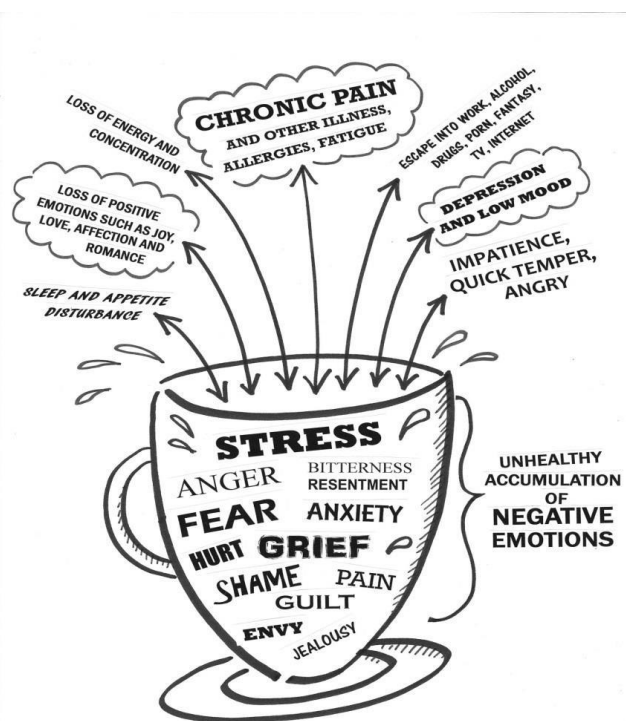 LOSS OF ENERGY AND
CONCENTRATION
CHRONIC PAIN
AND OTHER ILLNESS,
ALLERGIES, FATIGUE
ESCAPE INTO WORK, ALCOHOL,
DRUGS, PORN, FANTASY,
TV, INTERNET
LOSS OF POSITIVE
EMOTIONS SUCH AS JOY,
LOVE, AFFECTION AND
ROMANCE
DEPRESSION
AND LOW MOOD
SLEEP AND APPETITE
DISTURBANCE
IMPATIENCE,
QUICK TEMPER,
ANGRY
STRESS
ANGER
BITTERNESS
RESENTMENT
FEAR
ANXIETY
HURT
GRIEF
SHAME
PAIN
GUILT
ENVY
JEALOUSY
UNHEALTHY
ACCUMULATION
OF
NEGATIVE
EMOTIONS